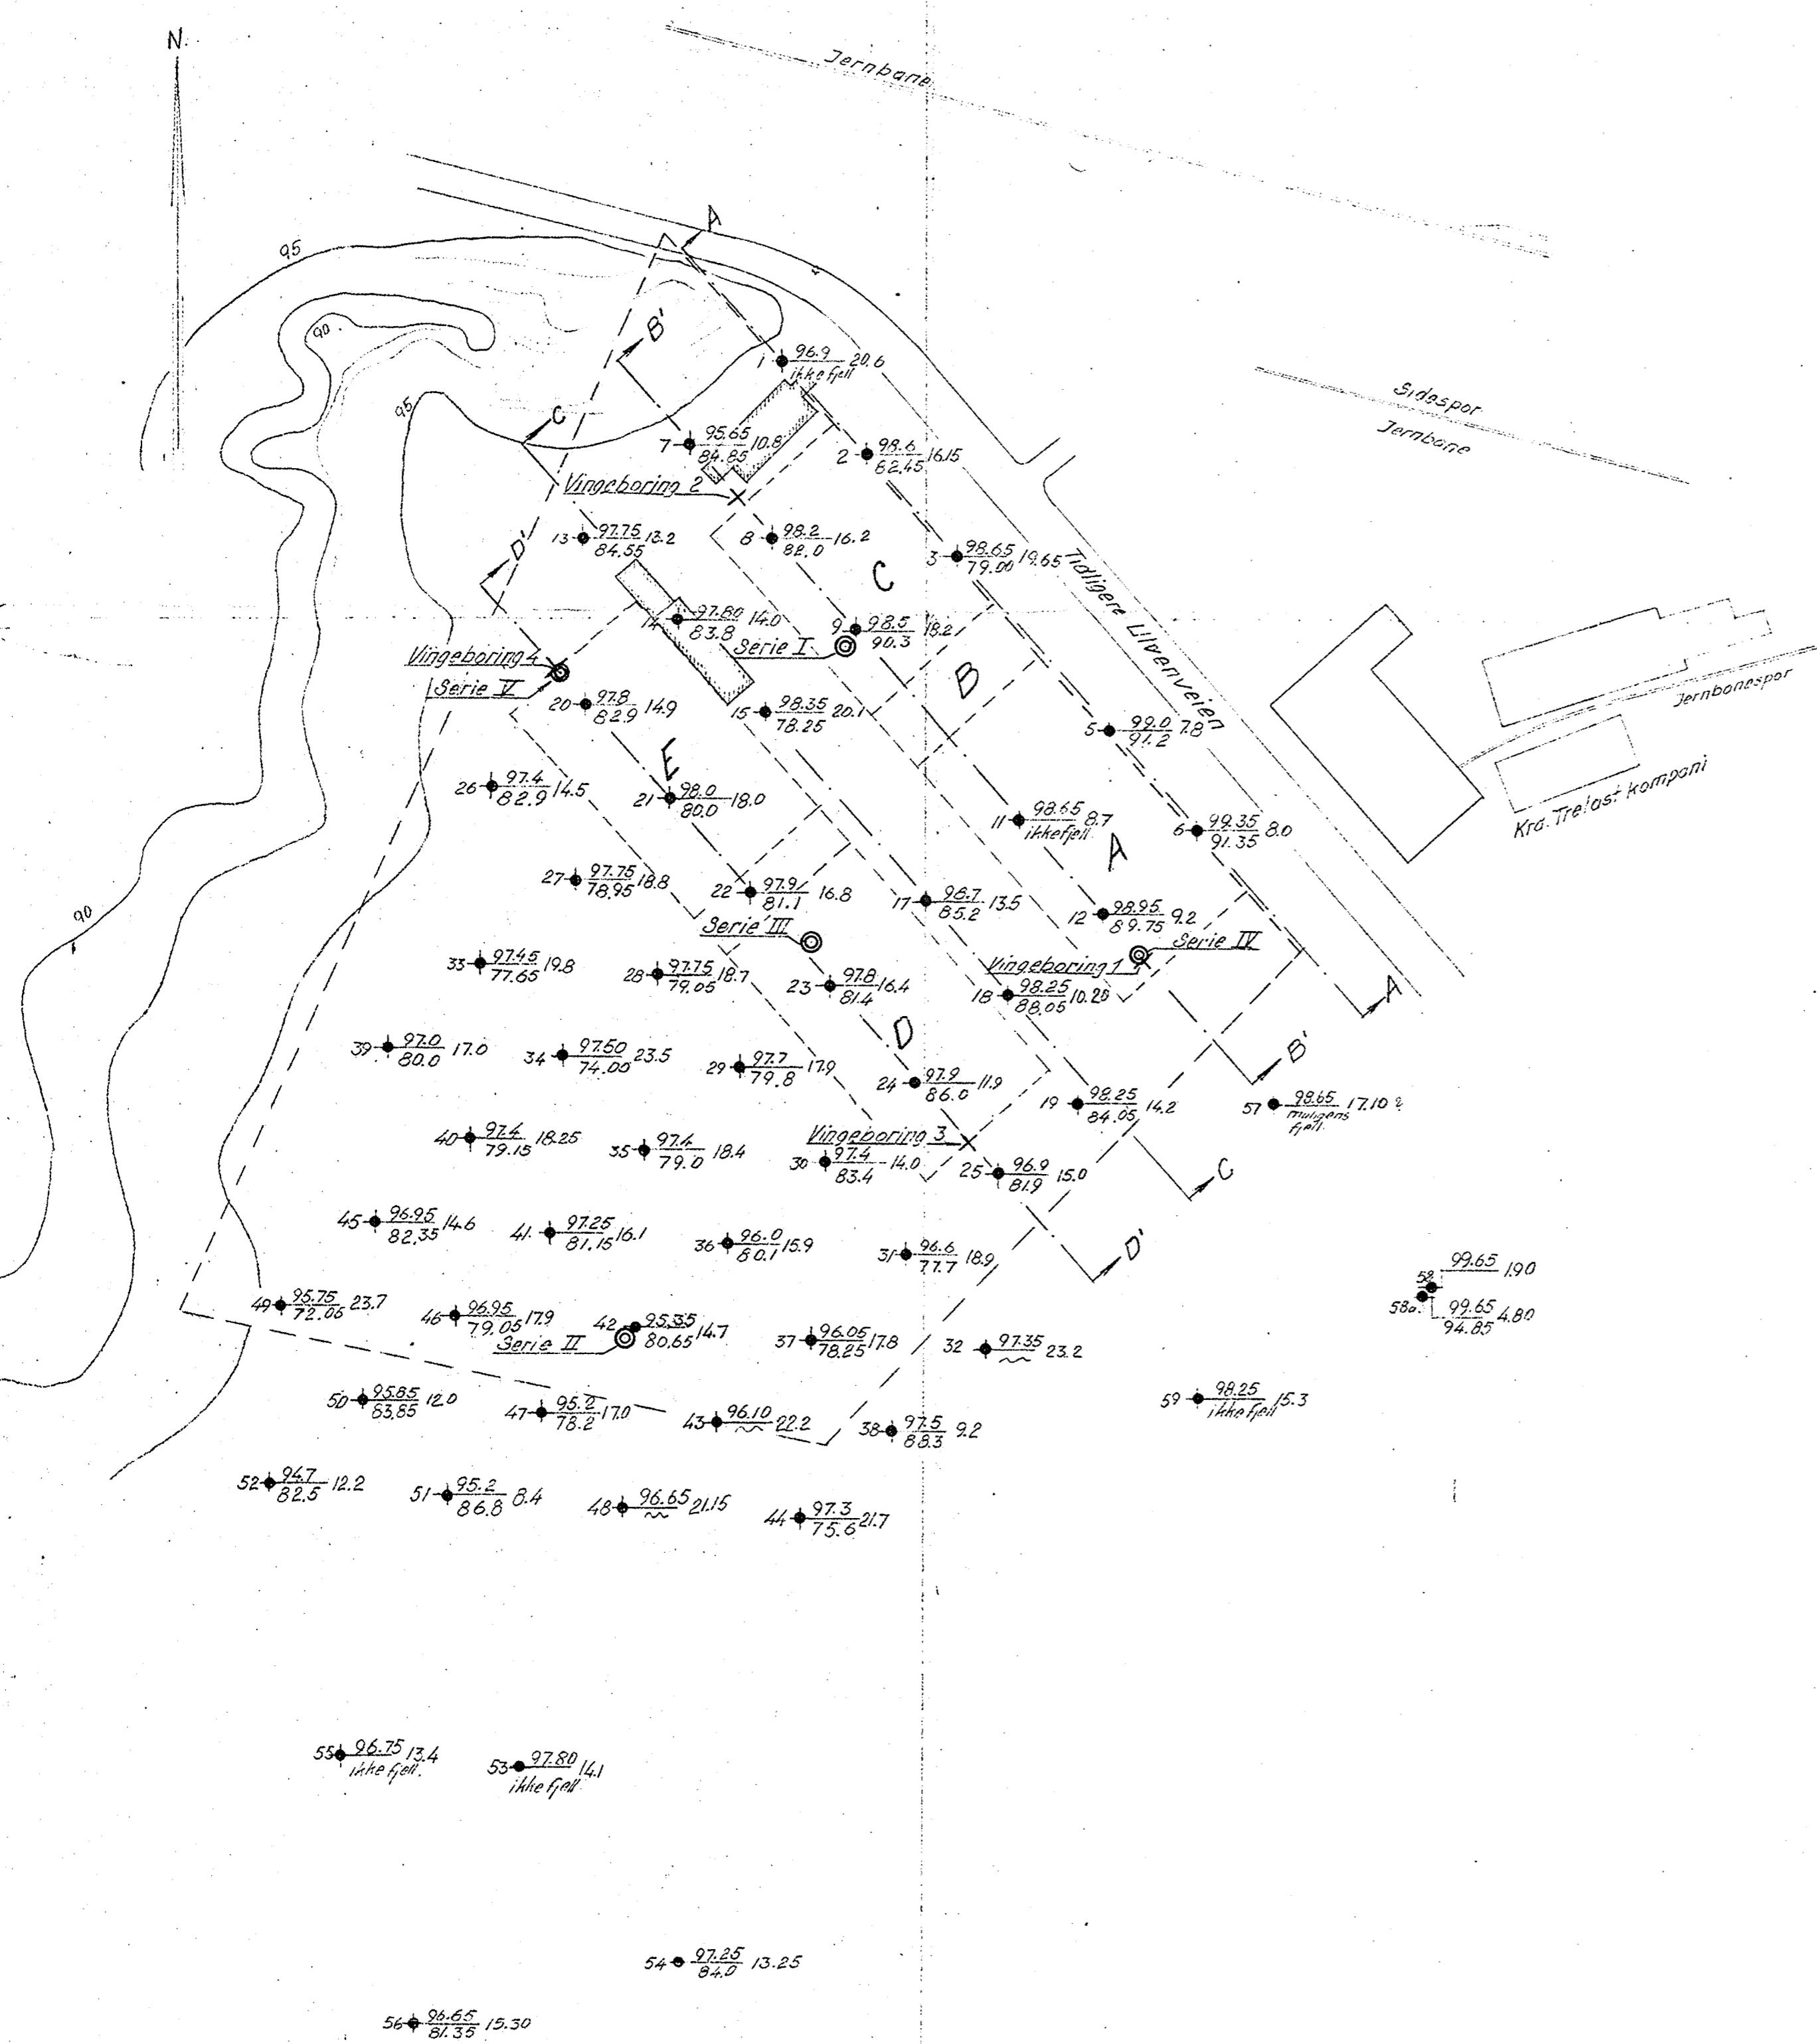 N.
Jernbane
A
95
B'
90
1 96.9 20.6
ikke fjell
Sidespor
Jernbane
95
C
7 95.65 10.8
84.85
2 98.6 16.15
82.45
Vingeboring 2
13 97.75 13.2
84.55
8 98.2 16.2
82.0
D'
3 98.65 19.65
79.00
Tidligere Ulvenveien
C
14 97.80 14.0
83.8
9 98.5 18.2
90.3
Serie I
Vingeboring 4
Serie V
B
Jernbanespor
20 97.8 14.9
82.9
15 98.35 20.1
78.25
5 99.0 7.8
91.2
E
26 97.4 14.5
82.9
21 98.0 18.0
80.0
Kra. Trelast kompani
11 98.65 8.7
ikke fjell
6 99.35 8.0
91.35
A
27 97.75 18.8
78.95
22 97.9 16.8
81.1
17 98.7 13.5
85.2
12 98.95 9.2
89.75
90
Serie III
Serie IV
33 97.45 19.8
77.65
28 97.75 18.7
79.05
23 97.8 16.4
81.4
Vingeboring 1
18 98.25 10.20
88.05
A
D
B'
39 97.0 17.0
80.0
34 97.50 23.5
74.00
29 97.7 17.9
79.8
24 97.9 11.9
86.0
19 98.25 14.2
84.05
57 98.65 17.10 ?
muligens
fjell.
40 97.4 18.25
79.15
35 97.4 18.4
79.0
Vingeboring 3
30 97.4 14.0
83.4
25 96.9 15.0
81.9
C
45 96.95 14.6
82.35
41. 97.25 16.1
81.15
36 96.0 15.9
80.1
31 96.6 18.9
77.7
D'
58 99.65 1.90
58a. 99.65 4.80
94.85
49 95.75 23.7
72.06
46 96.95 17.9
79.05
42 95.35 14.7
80.65
Serie II
37 96.05 17.8
78.25
32 97.35 23.2
50 95.85 12.0
83.85
47 95.2 17.0
78.2
43 96.10 22.2
38 97.5 9.2
88.3
59 98.25 15.3
ikke fjell
52 94.7 12.2
82.5
51 95.2 8.4
86.8
48 96.65 21.15
44 97.3 21.7
75.6
55 96.75 13.4
ikke fjell.
53 97.80 14.1
ikke fjell
54 97.25 13.25
84.0
56 96.65 15.30
81.35